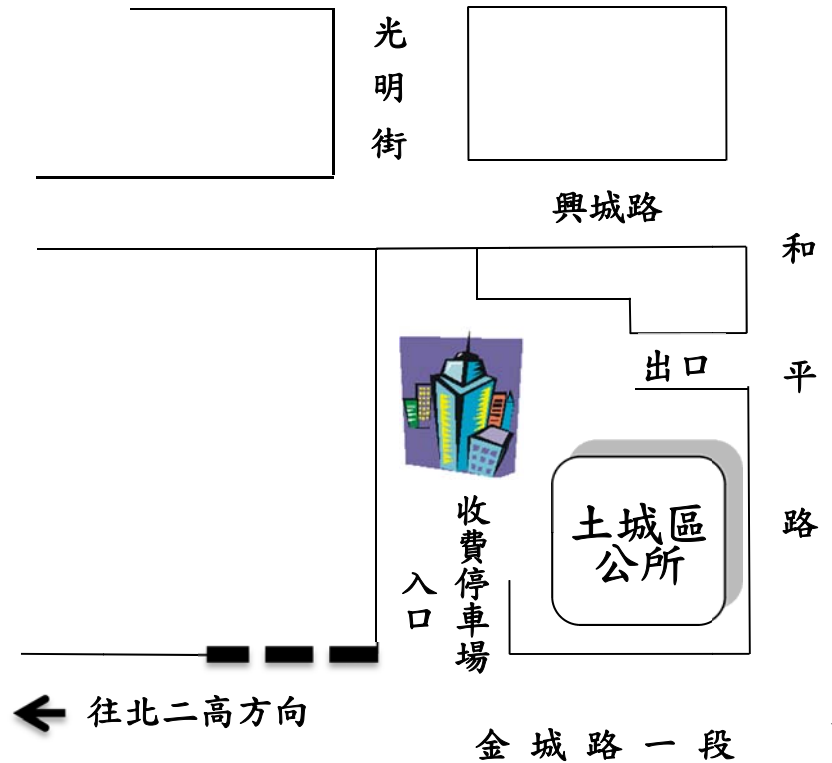 光明街
興城路
和平路
出口
土城區
公所
收費停車場
入口
往北二高方向
金城路一段